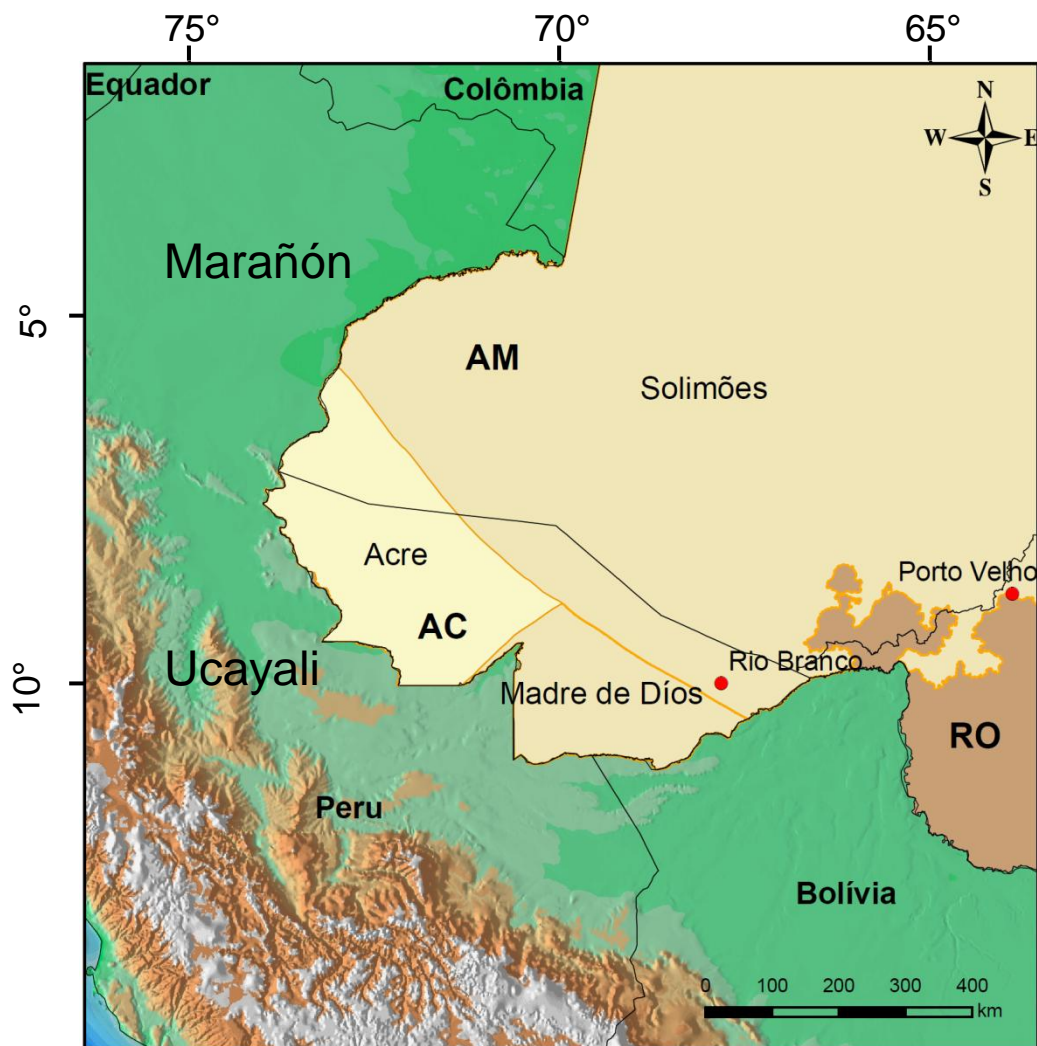 75° 70° 65°
Equador
Colômbia
N
W E
S
Marañón
5°
AM
Solimões
Acre
Porto Velho
AC
Ucayali
Rio Branco
10°
Madre de Díos
RO
Peru
Bolívia
0 100 200 300 400
km